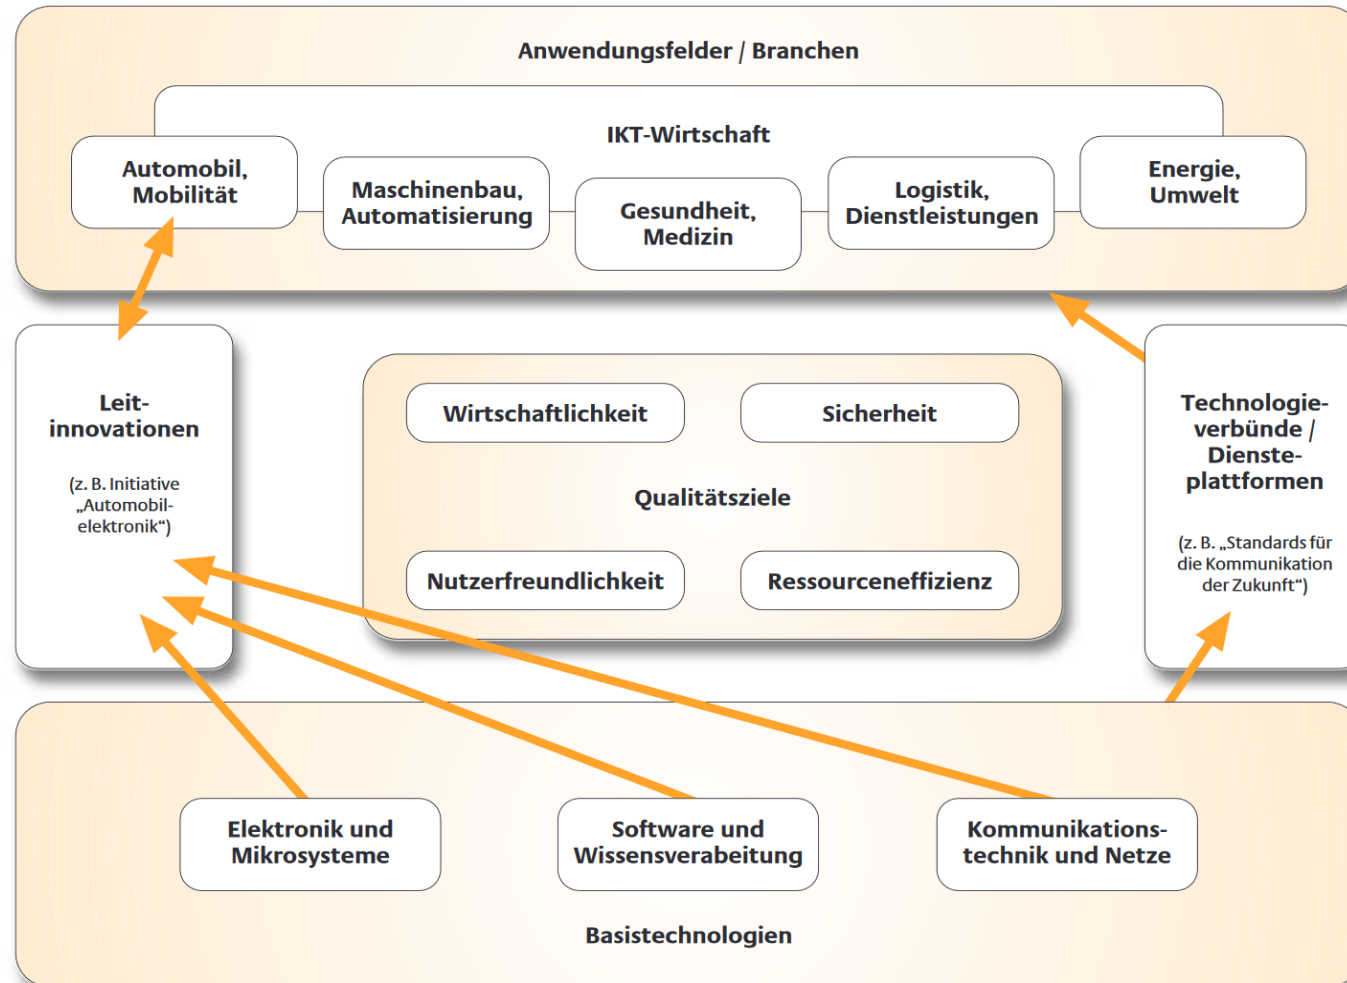 Anwendungsfelder / Branchen
IKT-Wirtschaft
Automobil,
Mobilität
Maschinenbau,
Automatisierung
Gesundheit,
Medizin
Logistik,
Dienstleistungen
Energie,
Umwelt
Leit-
innovationen
(z. B. Initiative
„Automobil-
elektronik“)
Wirtschaftlichkeit
Sicherheit
Qualitätsziele
Nutzerfreundlichkeit
Ressourceneffizienz
Technologie-
verbünde /
Dienste-
plattformen
(z. B. „Standards für
die Kommunikation
der Zukunft“)
Elektronik und
Mikrosysteme
Software und
Wissensverabeitung
Kommunikations-
technik und Netze
Basistechnologien